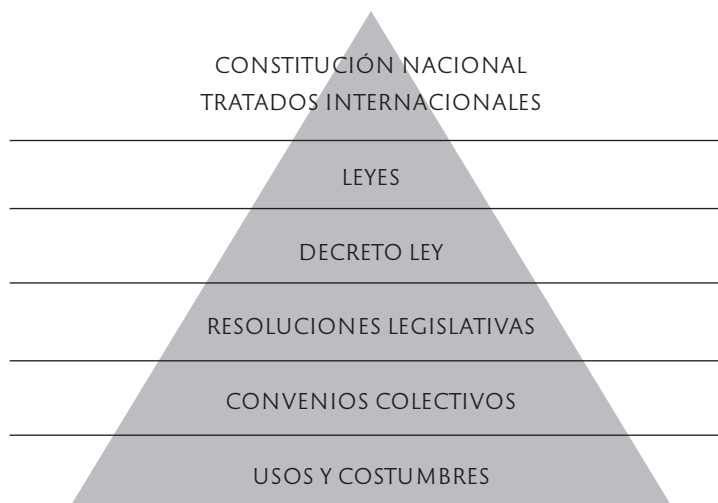 CONSTITUCIÓN NACIONAL
TRATADOS INTERNACIONALES
LEYES
DECRETO LEY
RESOLUCIONES LEGISLATIVAS
CONVENIOS COLECTIVOS
USOS Y COSTUMBRES